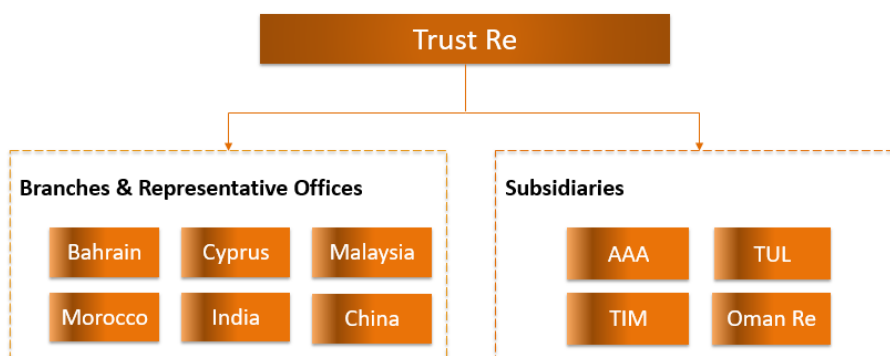 Trust Re
Branches & Representative Offices
Bahrain
Cyprus
Malaysia
Morocco
India
China
Subsidiaries
AAA
TUL
TIM
Oman Re